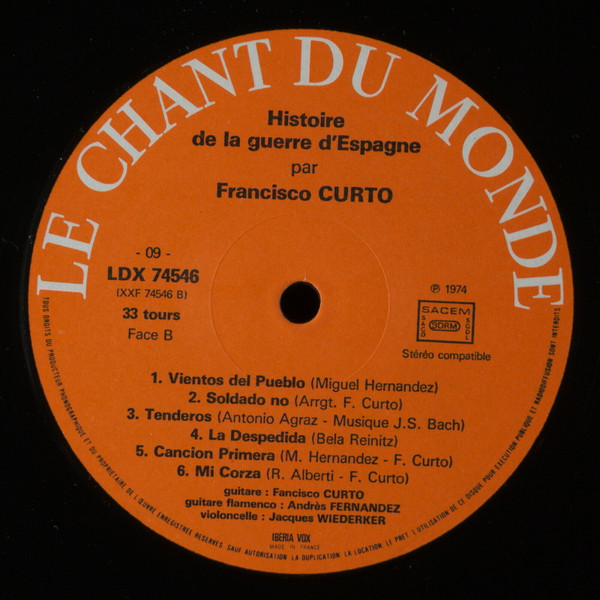 LE CHANT DU MONDE
Histoire
de la guerre d'Espagne
par
Francisco CURTO
- 09 -
LDX 74546
(XXF 74546 B)
33 tours
Face B
℗ 1974
SACEM
SACD
SDRM
SGDL
Stéréo compatible
1. Vientos del Pueblo (Miguel Hernandez)
2. Soldado no (Arrgt. F. Curto)
3. Tenderos (Antonio Agraz - Musique J.S. Bach)
4. La Despedida (Bela Reinitz)
5. Cancion Primera (M. Hernandez - F. Curto)
6. Mi Corza (R. Alberti - F. Curto)
guitare : Fancisco CURTO
guitare flamenco : Andrès FERNANDEZ
violoncelle : Jacques WIEDERKER
IBERIA VOX
MADE IN FRANCE
TOUS DROITS DU PRODUCTEUR PHONOGRAPHIQUE ET DU PROPRIÉTAIRE DE L'ŒUVRE ENREGISTRÉE RÉSERVÉS SAUF AUTORISATION LA DUPLICATION LA LOCATION, LE PRET, L'UTILISATION DE CE DISQUE POUR EXECUTION PUBLIQUE ET RADIODIFFUSION SONT INTERDITS